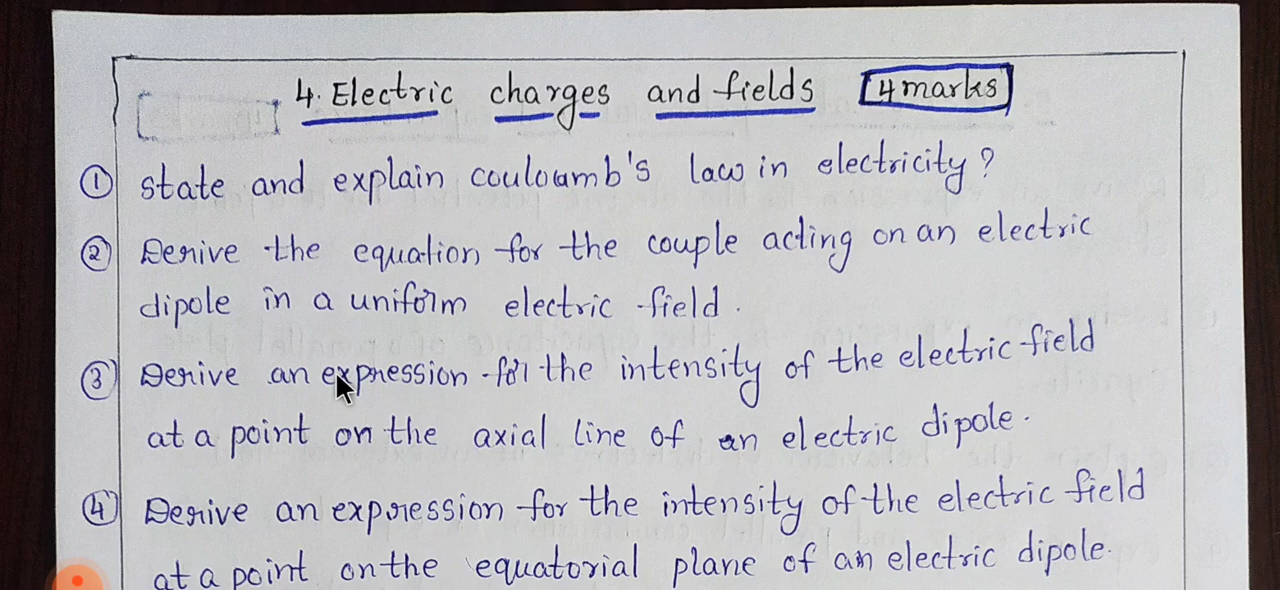 4. Electric charges and fields [4 marks]
① state and explain couloumb's law in electricity?
② Derive the equation for the couple acting on an electric
dipole in a uniform electric field.
③ Derive an expression for the intensity of the electric field
at a point on the axial line of an electric dipole.
④ Derive an expression for the intensity of the electric field
at a point on the equatorial plane of an electric dipole.